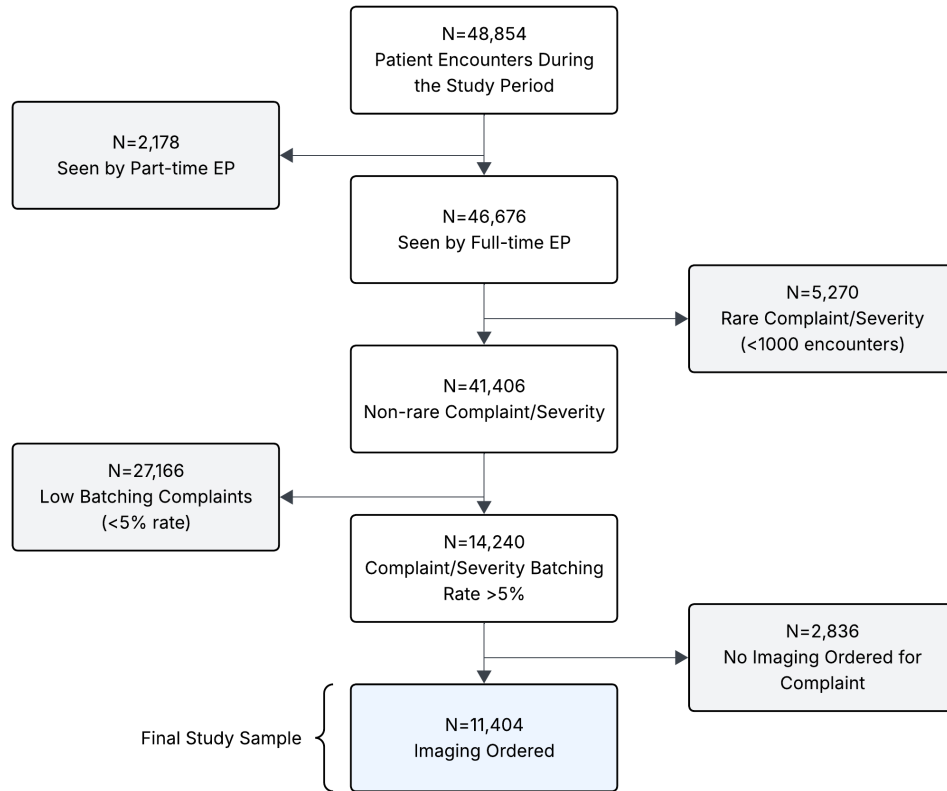 N=48,854
Patient Encounters During
the Study Period
N=2,178
Seen by Part-time EP
N=46,676
Seen by Full-time EP
N=5,270
Rare Complaint/Severity
(<1000 encounters)
N=41,406
Non-rare Complaint/Severity
N=27,166
Low Batching Complaints
(<5% rate)
N=14,240
Complaint/Severity Batching
Rate >5%
N=2,836
No Imaging Ordered for
Complaint
Final Study Sample
N=11,404
Imaging Ordered